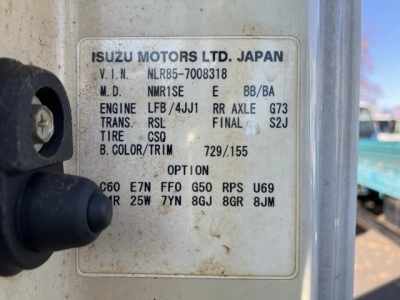 ISUZU MOTORS LTD. JAPAN
V.I.N. NLR85-7008318
M.D. NMR1SE E BB/BA
ENGINE LFB/4JJ1 RR AXLE G73
TRANS. RSL FINAL S2J
TIRE CSQ
B.COLOR/TRIM 729/155
OPTION
C60 E7N FF0 G50 RPS U69
25W 7YN 8GJ 8GR 8JM